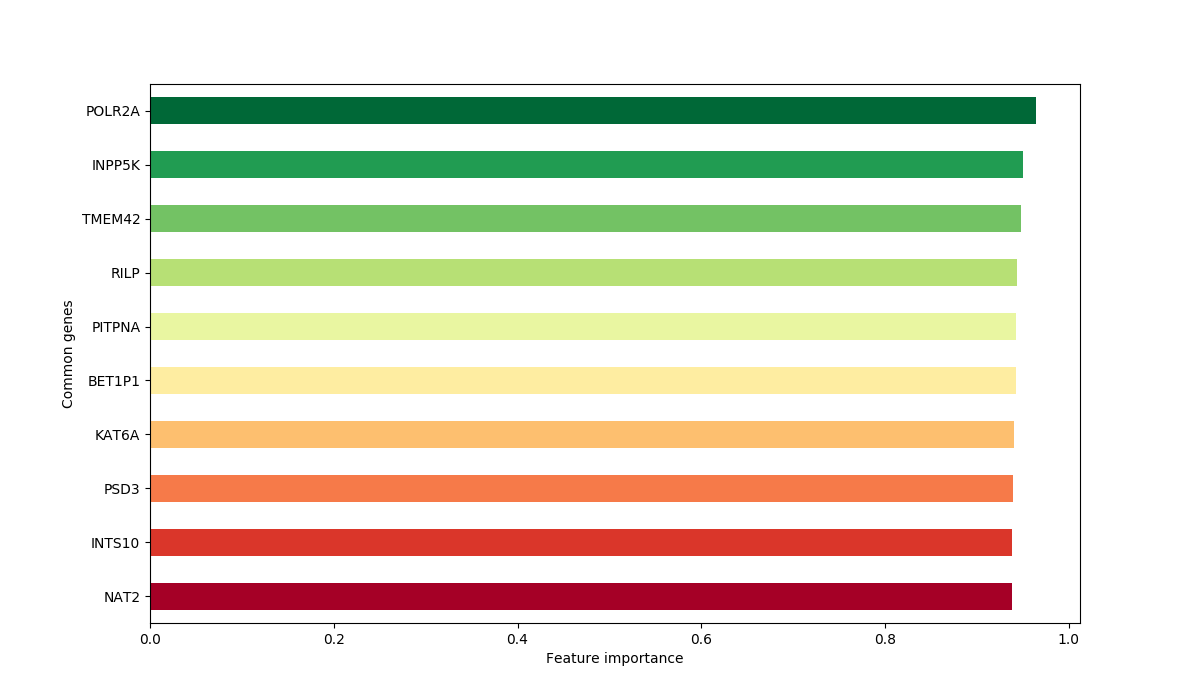 POLR2A
INPP5K
TMEM42
RILP
PITPNA
BET1P1
KAT6A
PSD3
INTS10
NAT2
Common genes
0.0 0.2 0.4 0.6 0.8 1.0
Feature importance